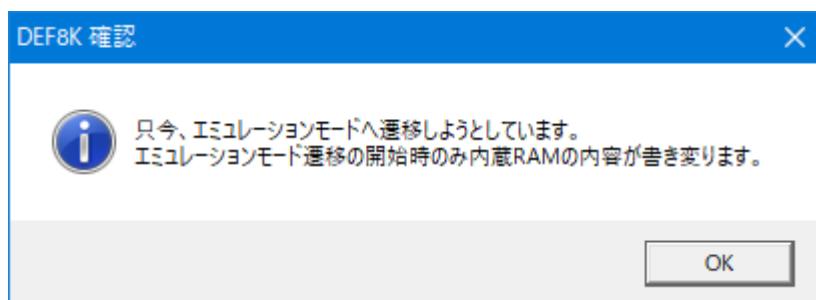 DEF8K 確認
只今、エミュレーションモードへ遷移しようとしています。
エミュレーションモード遷移の開始時のみ内蔵RAMの内容が書き変ります。
OK